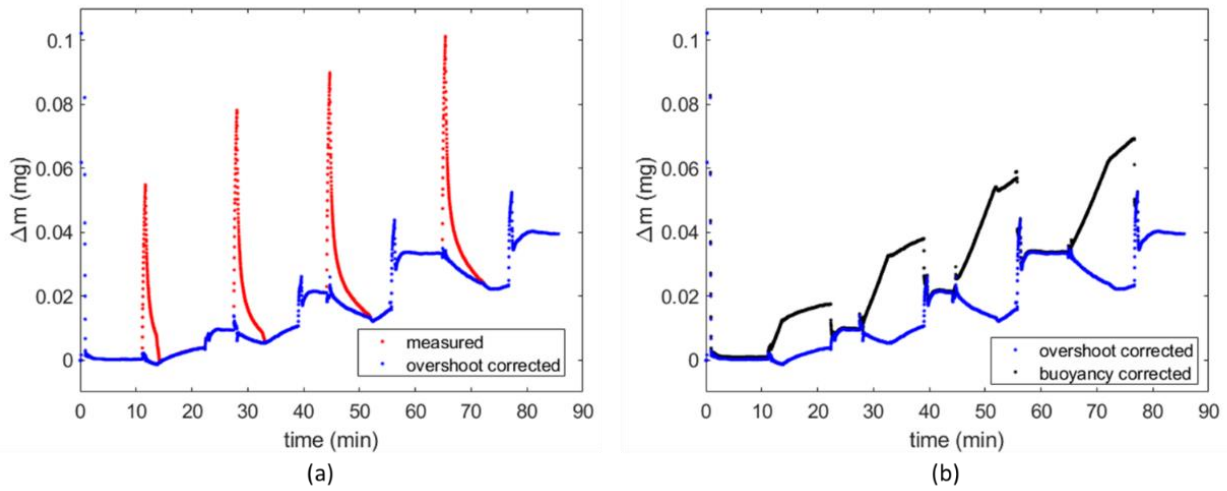 0.1
0.08
0.06
0.04
0.02
0
Δm (mg)
measured
overshoot corrected
0 10 20 30 40 50 60 70 80 90
time (min)
(a)
0.1
0.08
0.06
0.04
0.02
0
Δm (mg)
overshoot corrected
buoyancy corrected
0 10 20 30 40 50 60 70 80 90
time (min)
(b)